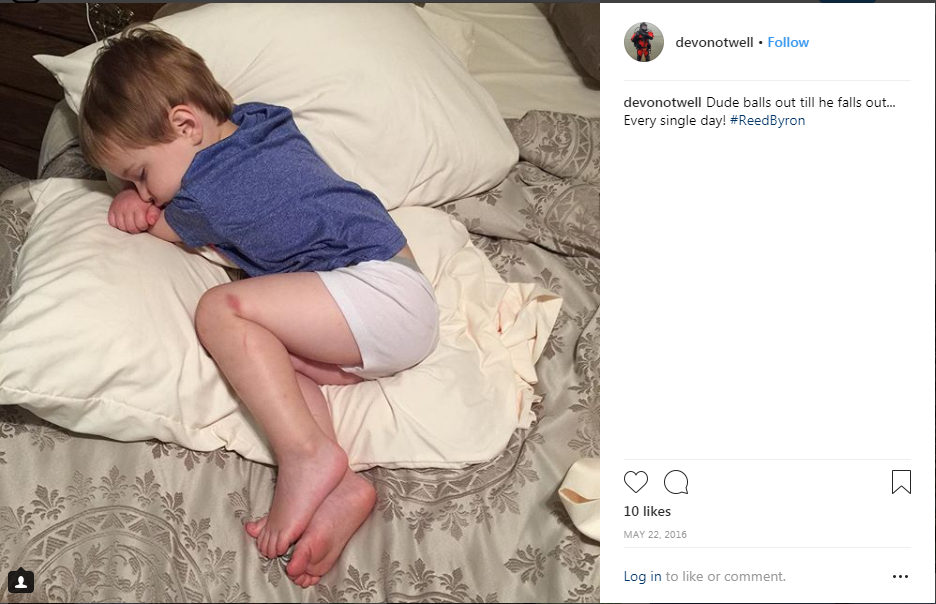 devonotwell • Follow
devonotwell Dude balls out till he falls out...
Every single day! #ReedByron
10 likes
MAY 22, 2016
Log in to like or comment.